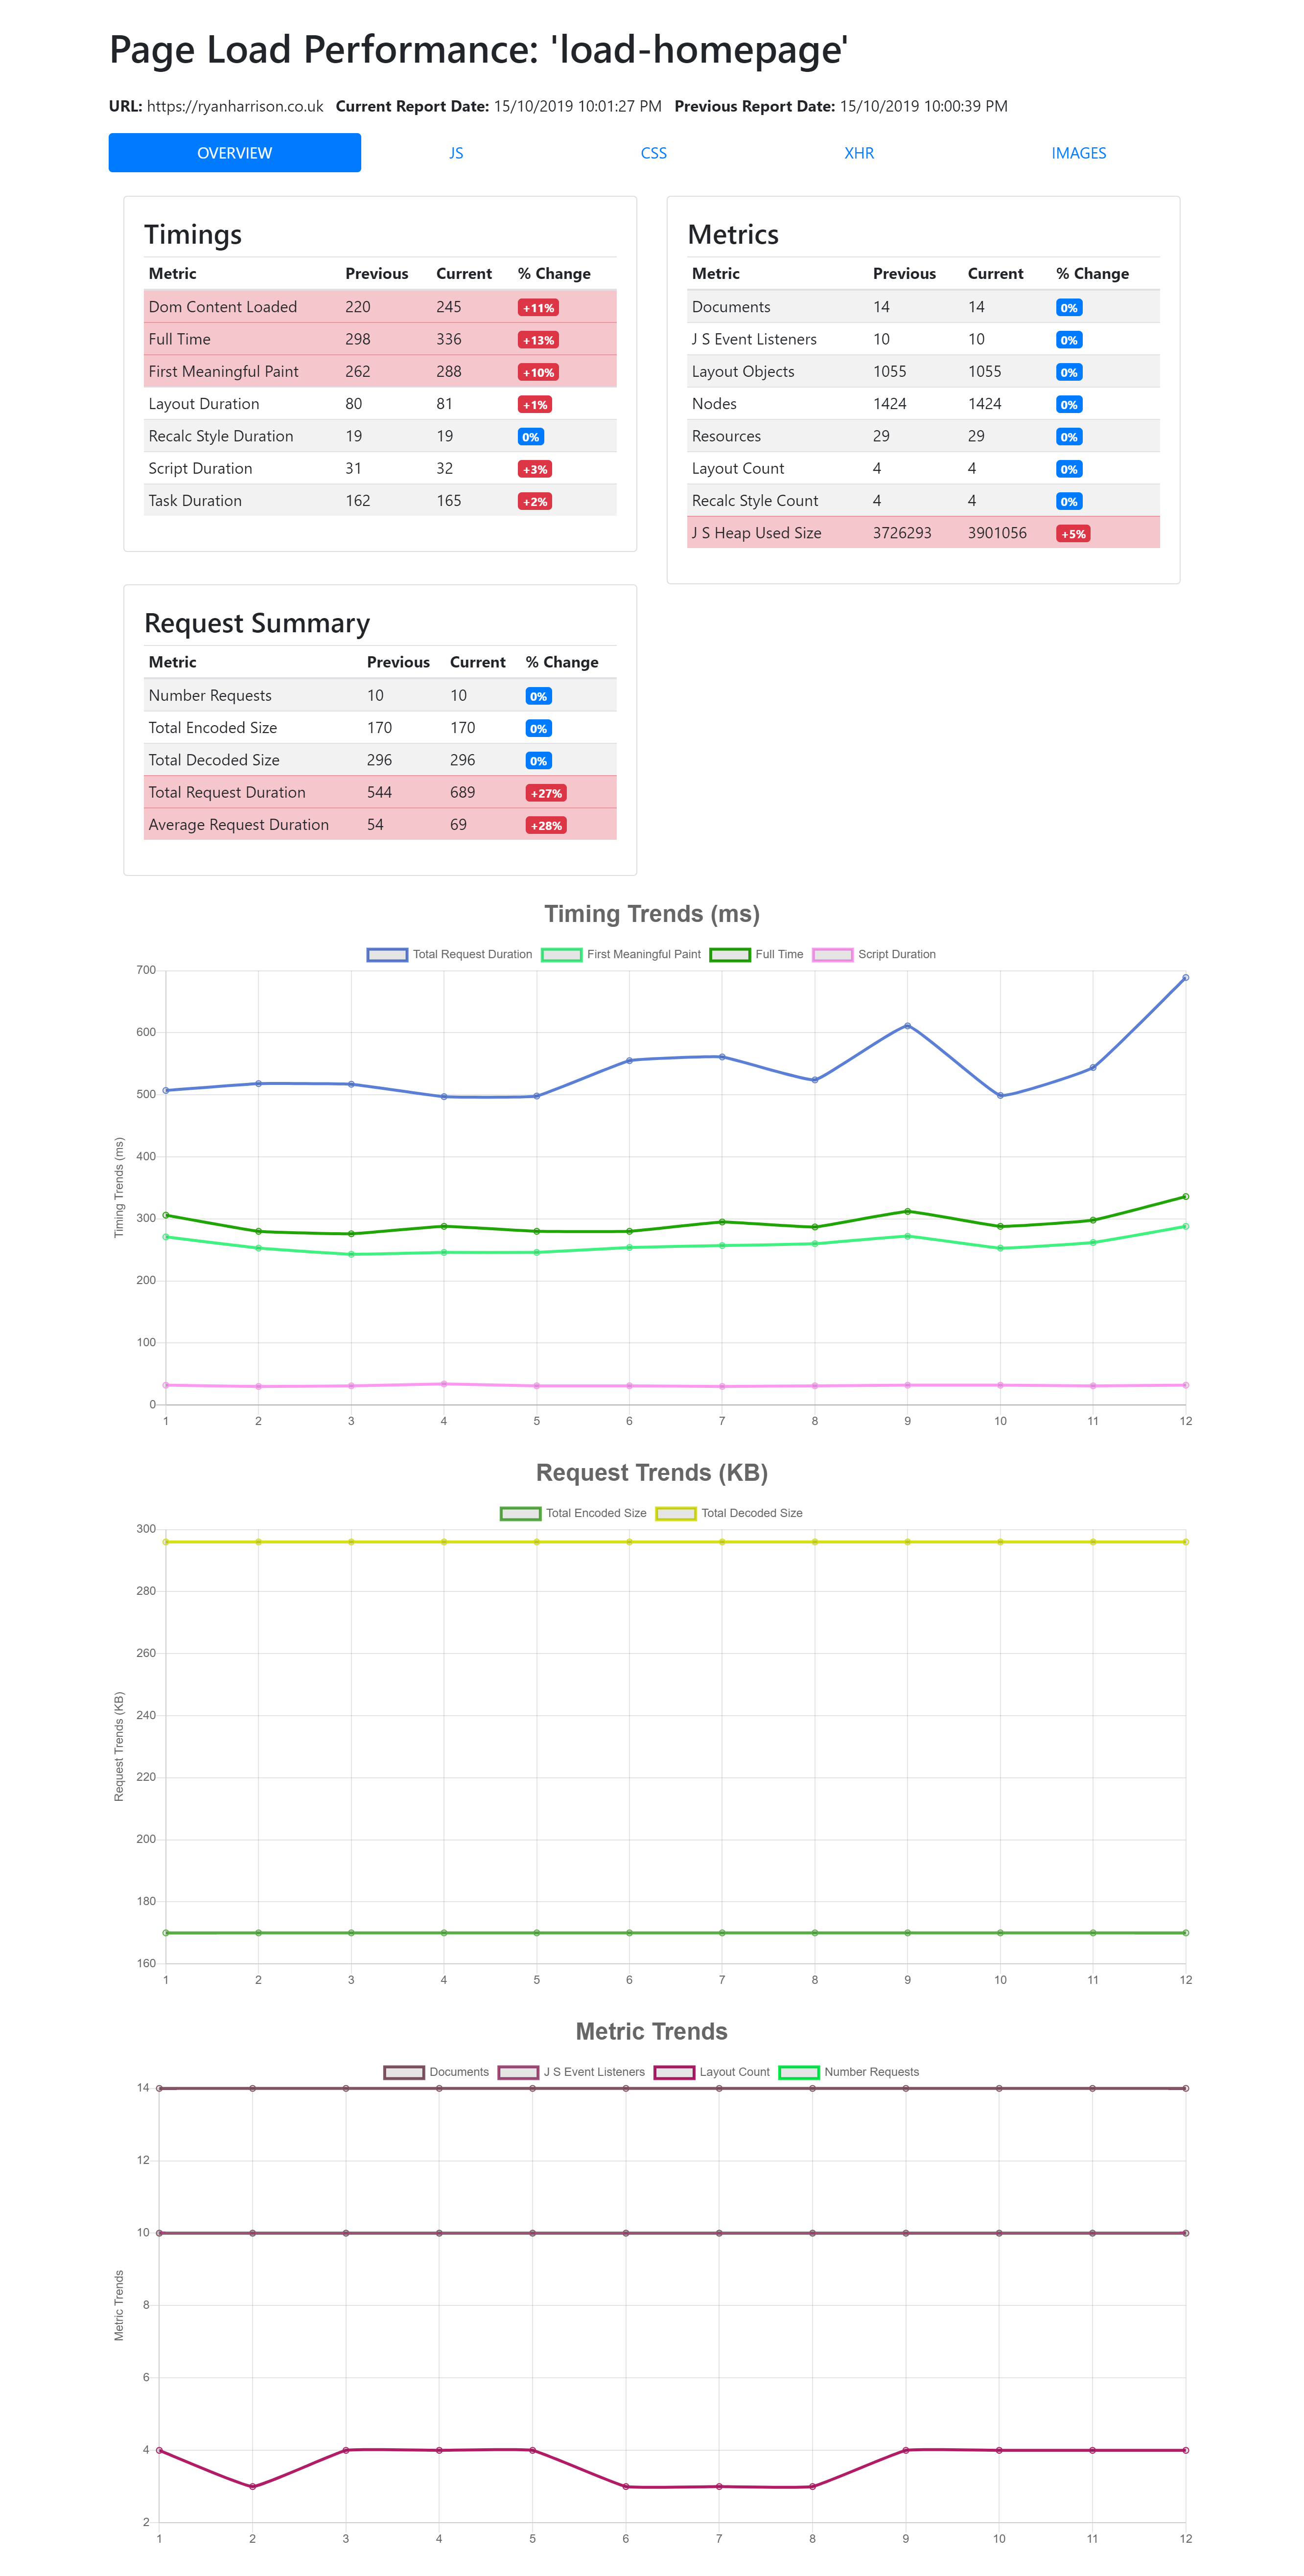 Page Load Performance: 'load-homepage'
URL: https://ryanharrison.co.uk Current Report Date: 15/10/2019 10:01:27 PM Previous Report Date: 15/10/2019 10:00:39 PM
OVERVIEW JS CSS XHR IMAGES
Timings
Metric Previous Current % Change
Dom Content Loaded 220 245 +11%
Full Time 298 336 +13%
First Meaningful Paint 262 288 +10%
Layout Duration 80 81 +1%
Recalc Style Duration 19 19 0%
Script Duration 31 32 +3%
Task Duration 162 165 +2%
Metrics
Metric Previous Current % Change
Documents 14 14 0%
J S Event Listeners 10 10 0%
Layout Objects 1055 1055 0%
Nodes 1424 1424 0%
Resources 29 29 0%
Layout Count 4 4 0%
Recalc Style Count 4 4 0%
J S Heap Used Size 3726293 3901056 +5%
Request Summary
Metric Previous Current % Change
Number Requests 10 10 0%
Total Encoded Size 170 170 0%
Total Decoded Size 296 296 0%
Total Request Duration 544 689 +27%
Average Request Duration 54 69 +28%
Timing Trends (ms)
Total Request Duration First Meaningful Paint Full Time Script Duration
Timing Trends (ms)
700
600
500
400
300
200
100
0
1 2 3 4 5 6 7 8 9 10 11 12
Request Trends (KB)
Total Encoded Size Total Decoded Size
Request Trends (KB)
300
280
260
240
220
200
180
160
1 2 3 4 5 6 7 8 9 10 11 12
Metric Trends
Documents J S Event Listeners Layout Count Number Requests
Metric Trends
14
12
10
8
6
4
2
1 2 3 4 5 6 7 8 9 10 11 12